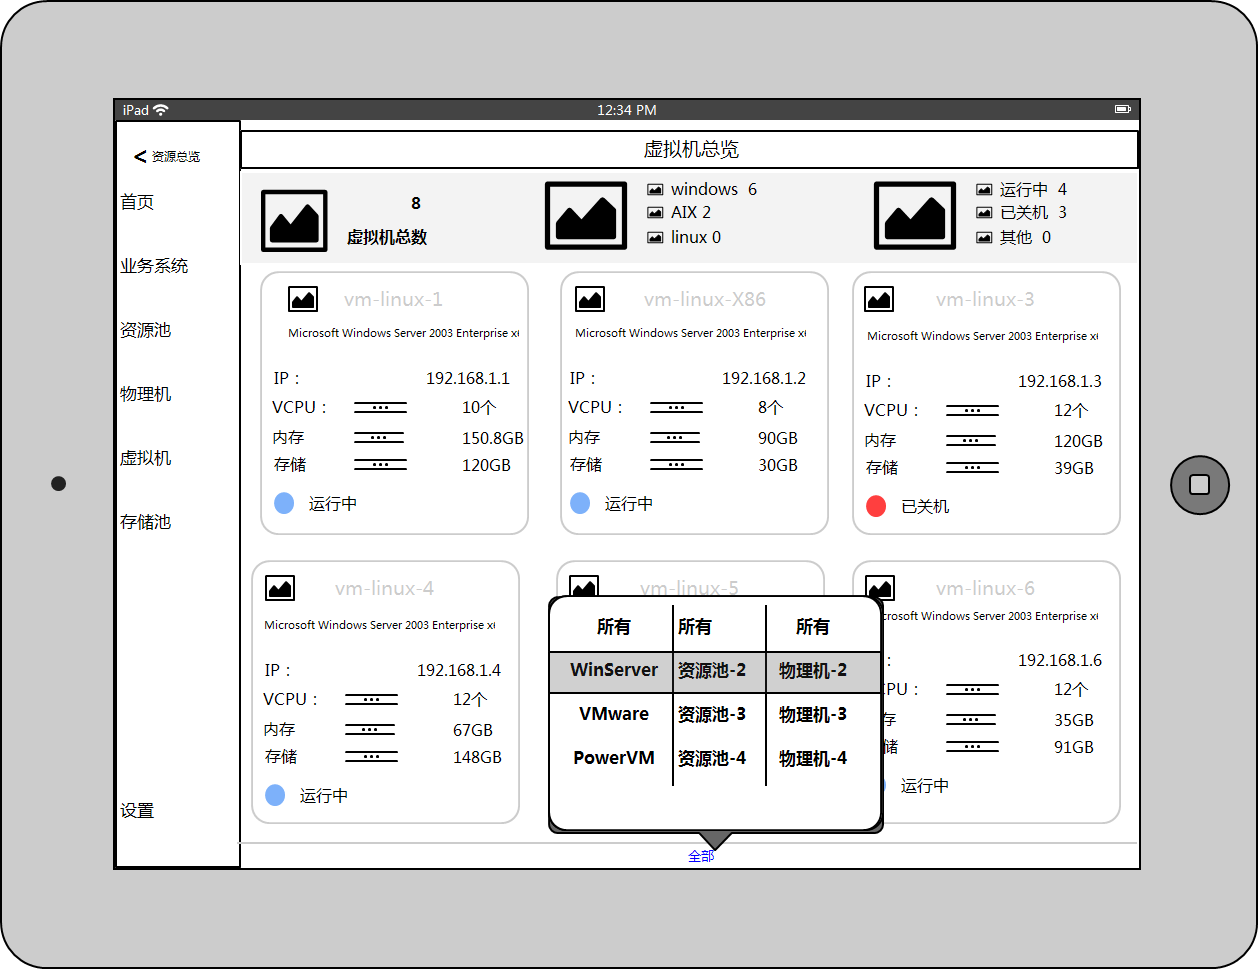 iPad
12:34 PM
< 资源总览
首页
业务系统
资源池
物理机
虚拟机
存储池
设置
虚拟机总览
8
虚拟机总数
windows 6
AIX 2
linux 0
运行中 4
已关机 3
其他 0
vm-linux-1
Microsoft Windows Server 2003 Enterprise x
IP： 192.168.1.1
VCPU： 10个
内存 150.8GB
存储 120GB
运行中
vm-linux-X86
Microsoft Windows Server 2003 Enterprise x
IP： 192.168.1.2
VCPU： 8个
内存 90GB
存储 30GB
运行中
vm-linux-3
Microsoft Windows Server 2003 Enterprise x
IP： 192.168.1.3
VCPU： 12个
内存 120GB
存储 39GB
已关机
vm-linux-4
Microsoft Windows Server 2003 Enterprise x
IP： 192.168.1.4
VCPU： 12个
内存 67GB
存储 148GB
运行中
vm-linux-5
vm-linux-6
crosoft Windows Server 2003 Enterprise x
： 192.168.1.6
PU： 12个
存 35GB
储 91GB
运行中
所有 所有 所有
WinServer 资源池-2 物理机-2
VMware 资源池-3 物理机-3
PowerVM 资源池-4 物理机-4
全部